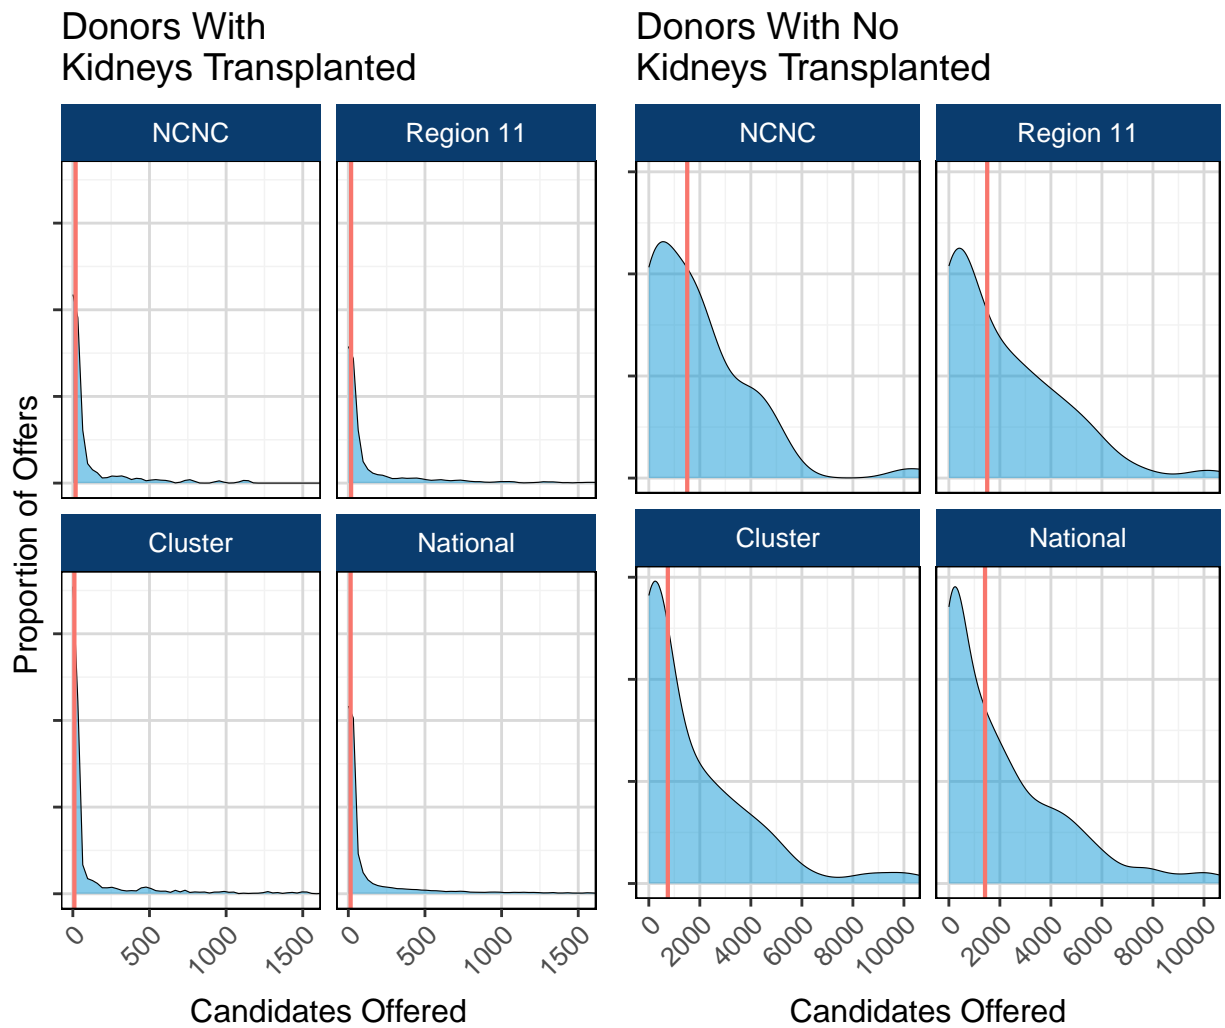 Donors With
Kidneys Transplanted
Donors With No
Kidneys Transplanted
Proportion of Offers
NCNC
Region 11
NCNC
Region 11
Cluster
National
Cluster
National
0 500 1000 1500
0 500 1000 1500
0 2000 4000 6000 8000 10000
0 2000 4000 6000 8000 10000
Candidates Offered
Candidates Offered